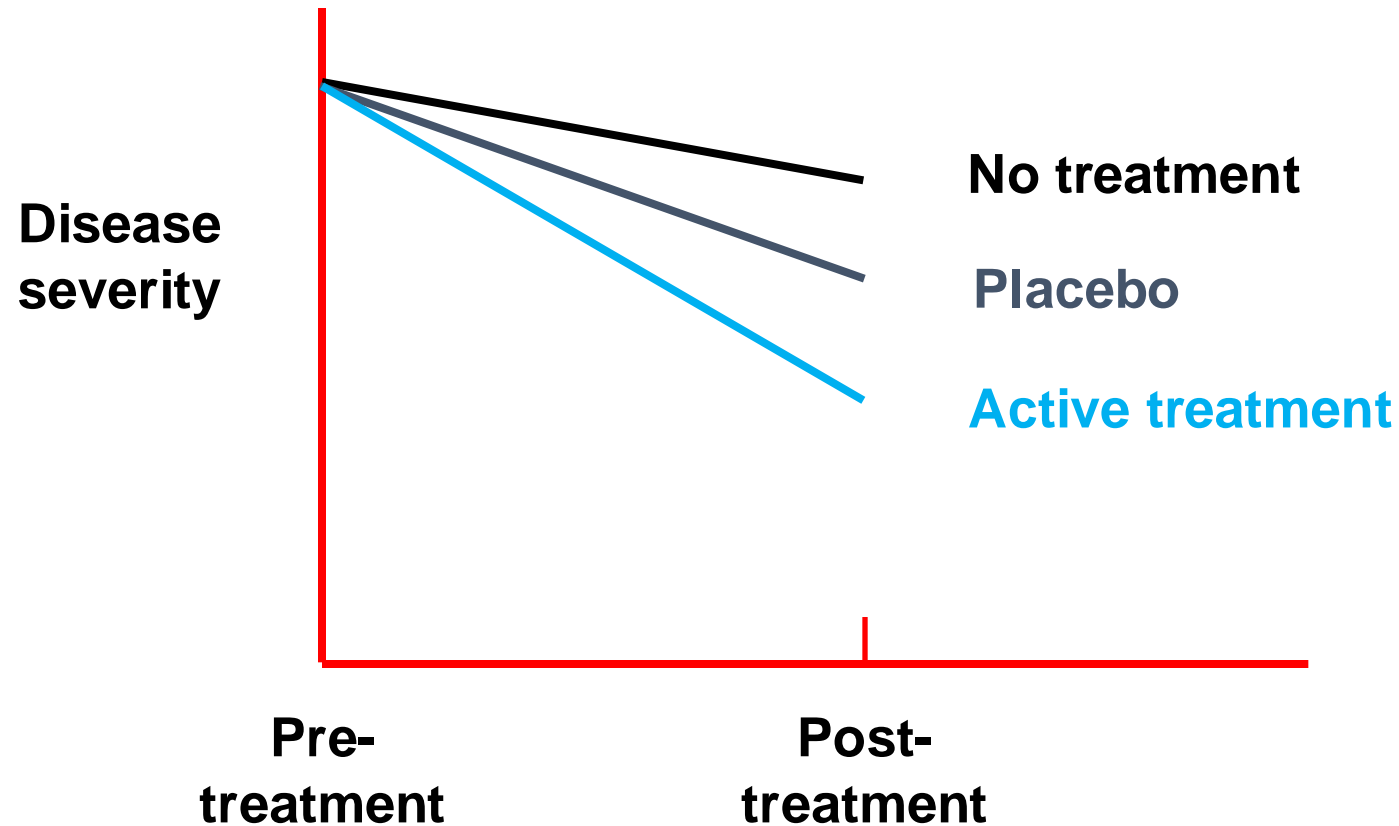 No treatment
Disease
severity
Placebo
Active treatment
Pre-
treatment
Post-
treatment